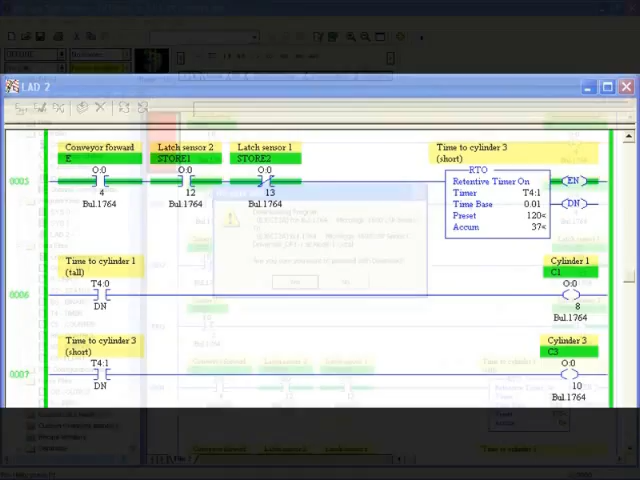 LAD 2
Conveyor forward
E
O:0
4
Bul.1764
Latch sensor 2
STORE1
O:0
12
Bul.1764
Latch sensor 1
STORE2
O:0
13
Bul.1764
Time to cylinder 3
(short)
RTO
Retentive Timer On
Timer T4:1
Time Base 0.01
Preset 120<
Accum 37<
EN
DN
0005
Time to cylinder 1
(tall)
T4:0
DN
Cylinder 1
C1
O:0
8
Bul.1764
0006
Time to cylinder 3
(short)
T4:1
DN
Cylinder 3
C3
O:0
10
Bul.1764
0007